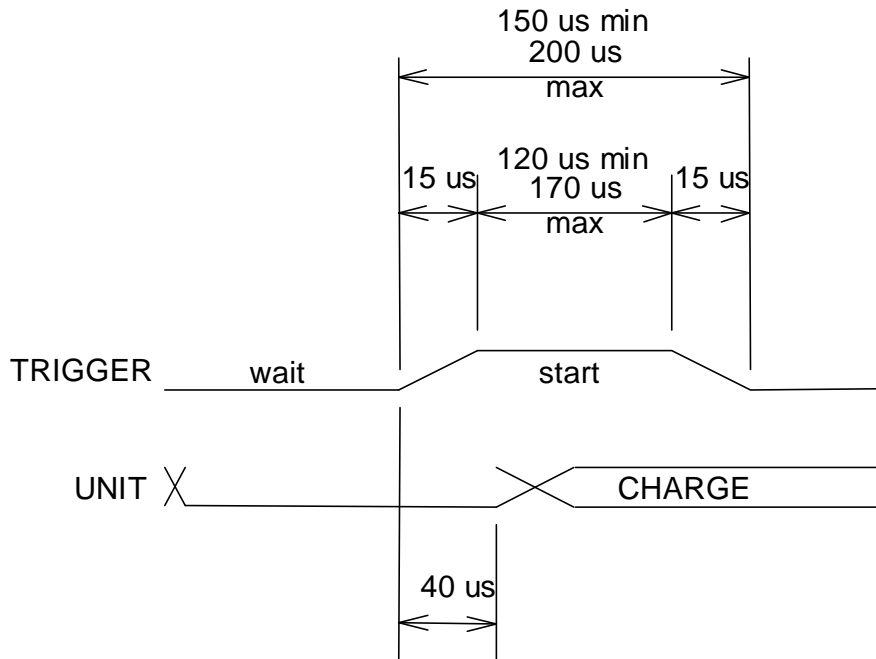 150 us min
200 us
max
120 us min
15 us 170 us 15 us
max
TRIGGER wait start
UNIT CHARGE
40 us